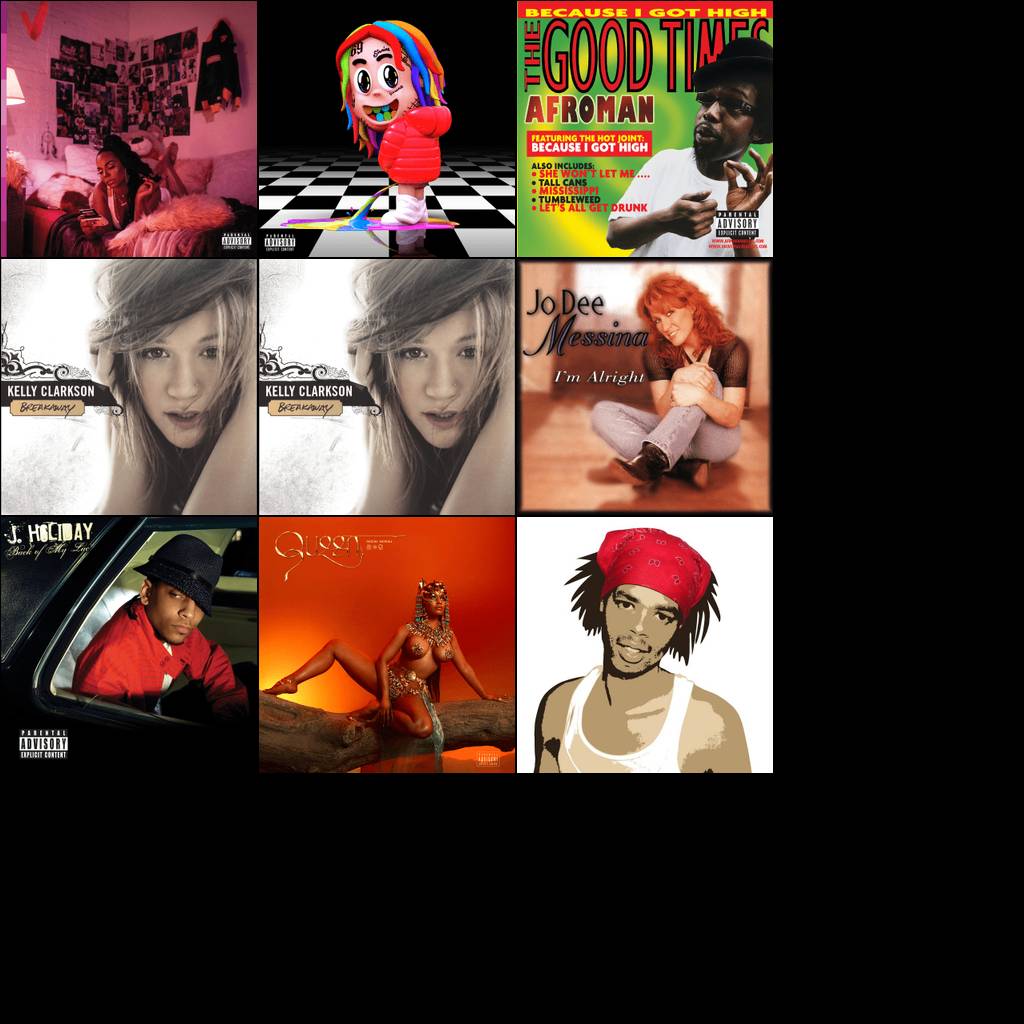 PARENTAL
ADVISORY
EXPLICIT CONTENT
69
PARENTAL
ADVISORY
EXPLICIT CONTENT
BECAUSE I GOT HIGH
THE GOOD TIMES
AFROMAN
FEATURING THE HOT JOINT:
BECAUSE I GOT HIGH
ALSO INCLUDES:
• SHE WON'T LET ME ....
• TALL CANS
• MISSISSIPPI
• TUMBLEWEED
• LET'S ALL GET DRUNK
PARENTAL
ADVISORY
EXPLICIT CONTENT
KELLY CLARKSON
BREAKAWAY
KELLY CLARKSON
BREAKAWAY
Jo Dee
Messina
I'm Alright
J. HOLIDAY
Back of My Lac'
PARENTAL
ADVISORY
EXPLICIT CONTENT
Queen
NICKI MINAJ
ADVISORY